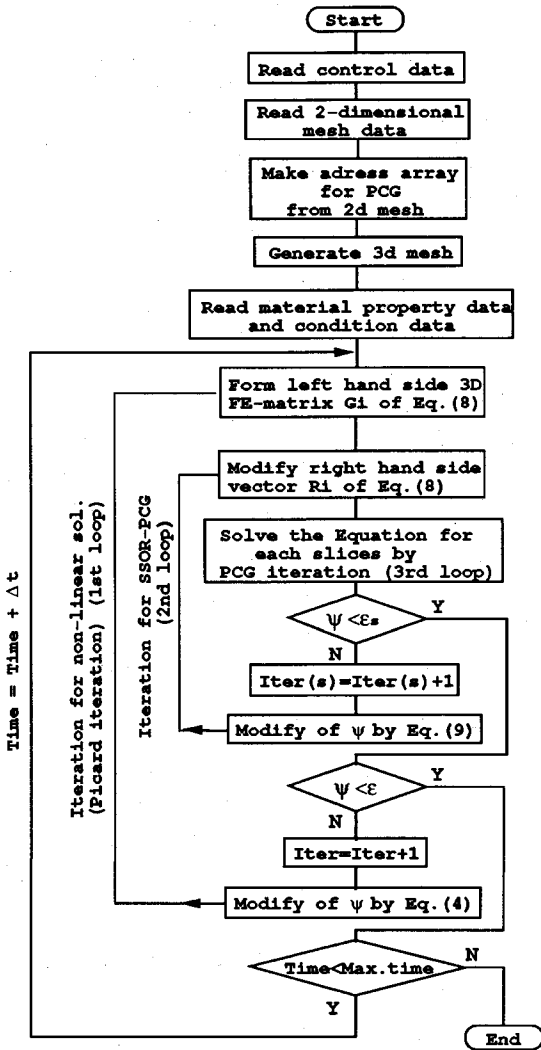 Start
Read control data
Read 2-dimensional
mesh data
Make adress array
for PCG
from 2d mesh
Generate 3d mesh
Read material property data
and condition data
Form left hand side 3D
FE-matrix Gi of Eq.(8)
Modify right hand side
vector Ri of Eq.(8)
Solve the Equation for
each slices by
PCG iteration (3rd loop)
ψ <εs
Y
N
Iter(s)=Iter(s)+1
Modify of ψ by Eq.(9)
ψ <ε
Y
N
Iter=Iter+1
Modify of ψ by Eq.(4)
Time<Max.time
N
Y
End
Time = Time + Δt
Iteration for non-linear sol.
(Picard iteration) (1st loop)
Iteration for SSOR-PCG
(2nd loop)